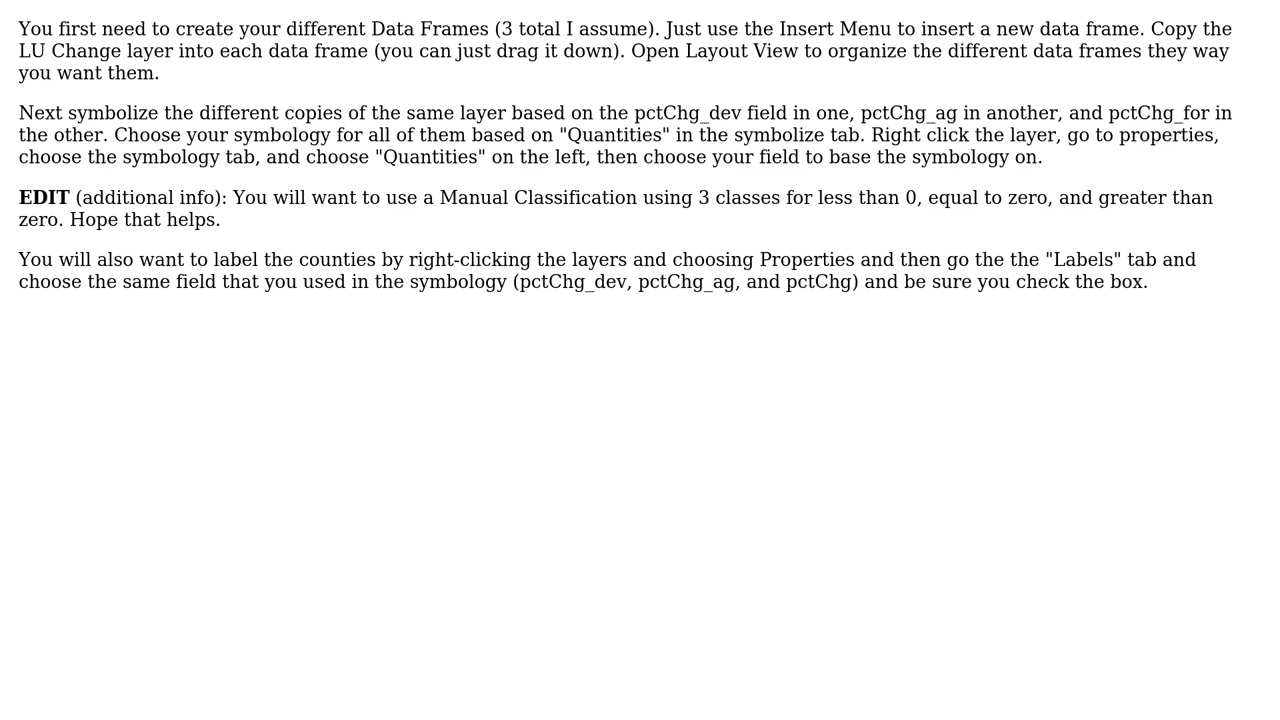 You first need to create your different Data Frames (3 total I assume). Just use the Insert Menu to insert a new data frame. Copy the
LU Change layer into each data frame (you can just drag it down). Open Layout View to organize the different data frames they way
you want them.
Next symbolize the different copies of the same layer based on the pctChg_dev field in one, pctChg_ag in another, and pctChg_for in
the other. Choose your symbology for all of them based on "Quantities" in the symbolize tab. Right click the layer, go to properties,
choose the symbology tab, and choose "Quantities" on the left, then choose your field to base the symbology on.
EDIT (additional info): You will want to use a Manual Classification using 3 classes for less than 0, equal to zero, and greater than
zero. Hope that helps.
You will also want to label the counties by right-clicking the layers and choosing Properties and then go the the "Labels" tab and
choose the same field that you used in the symbology (pctChg_dev, pctChg_ag, and pctChg) and be sure you check the box.